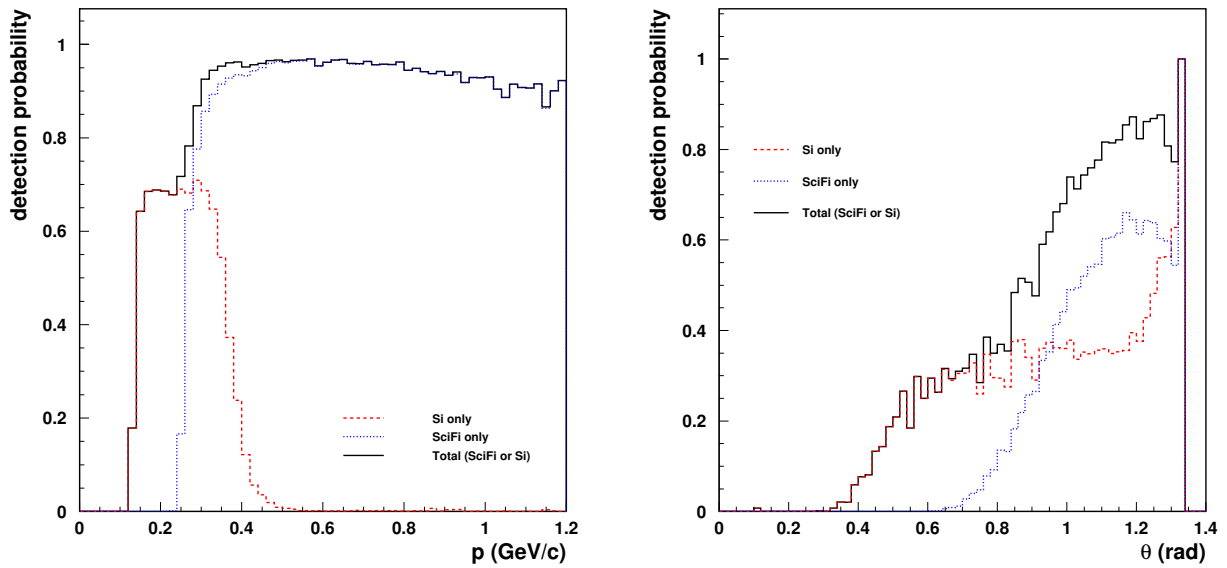 detection probability
1
0.8
0.6
0.4
0.2
0
0 0.2 0.4 0.6 0.8 1 1.2
p (GeV/c)
Si only
SciFi only
Total (SciFi or Si)
detection probability
1
0.8
0.6
0.4
0.2
0
0 0.2 0.4 0.6 0.8 1 1.2 1.4
θ (rad)
Si only
SciFi only
Total (SciFi or Si)